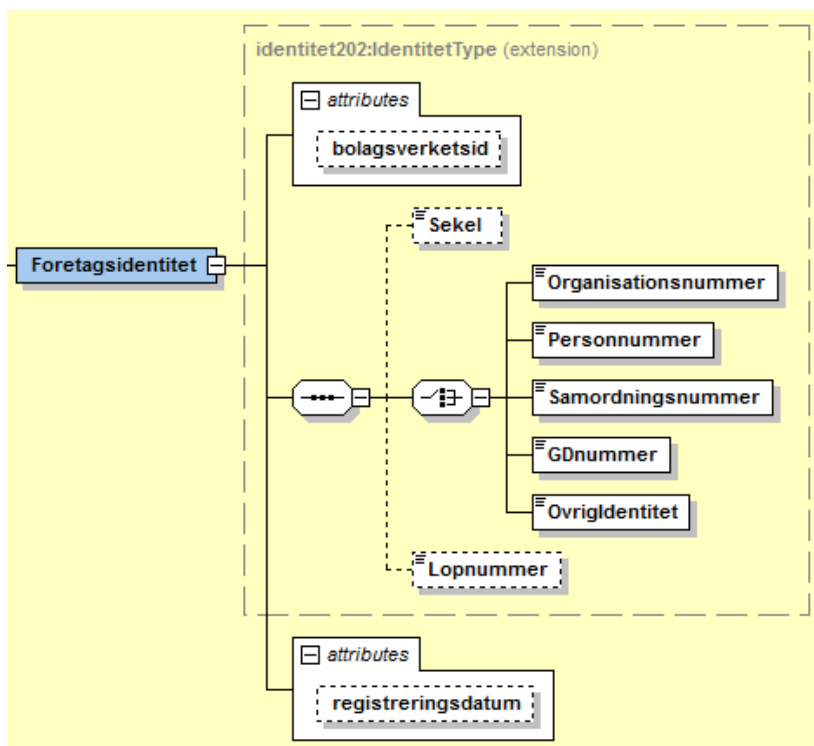 identitet202:IdentitetType (extension)
attributes
bolagsverketsid
Sekel
Foretagsidentitet
Organisationsnummer
Personnummer
Samordningsnummer
GDnummer
OvrigIdentitet
Lopnummer
attributes
registreringsdatum